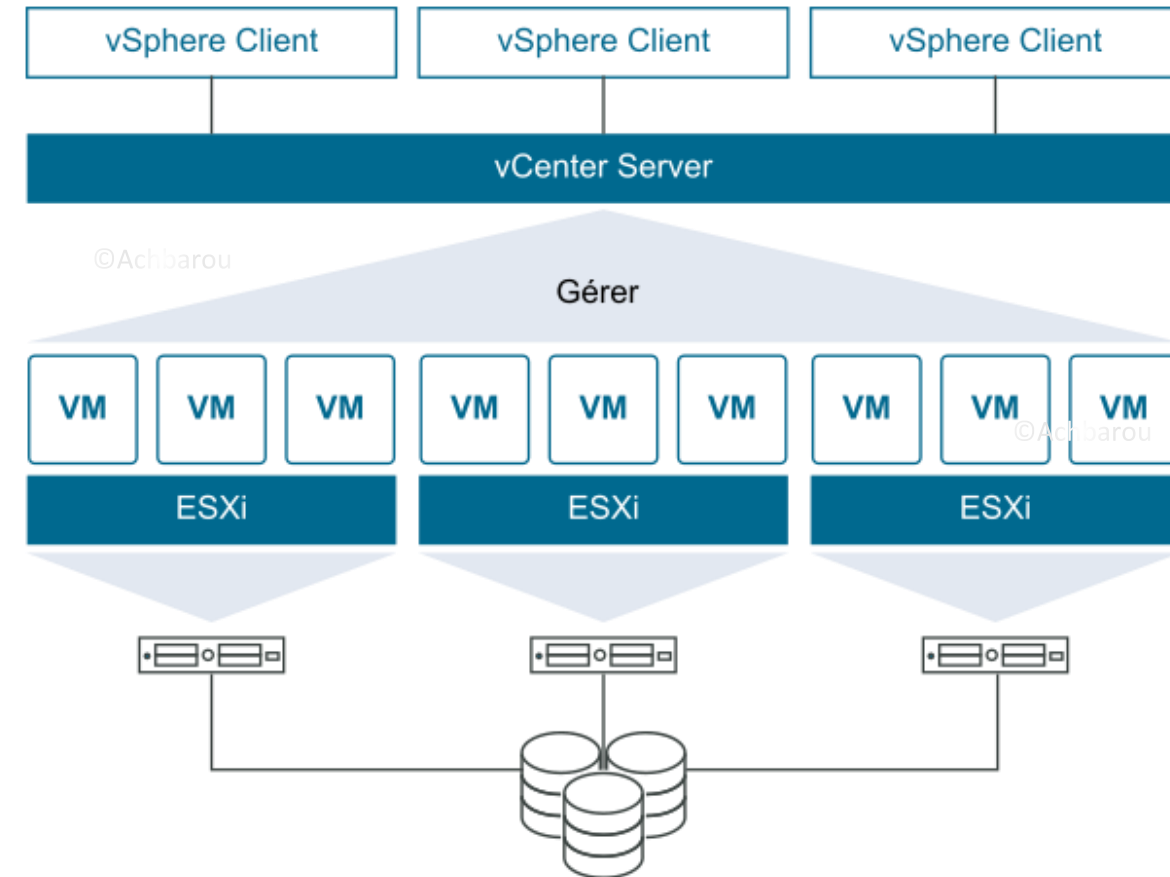 vSphere Client vSphere Client vSphere Client
vCenter Server
©Achbarou
Gérer
VM VM VM VM VM VM VM VM VM
©Achbarou
ESXi ESXi ESXi